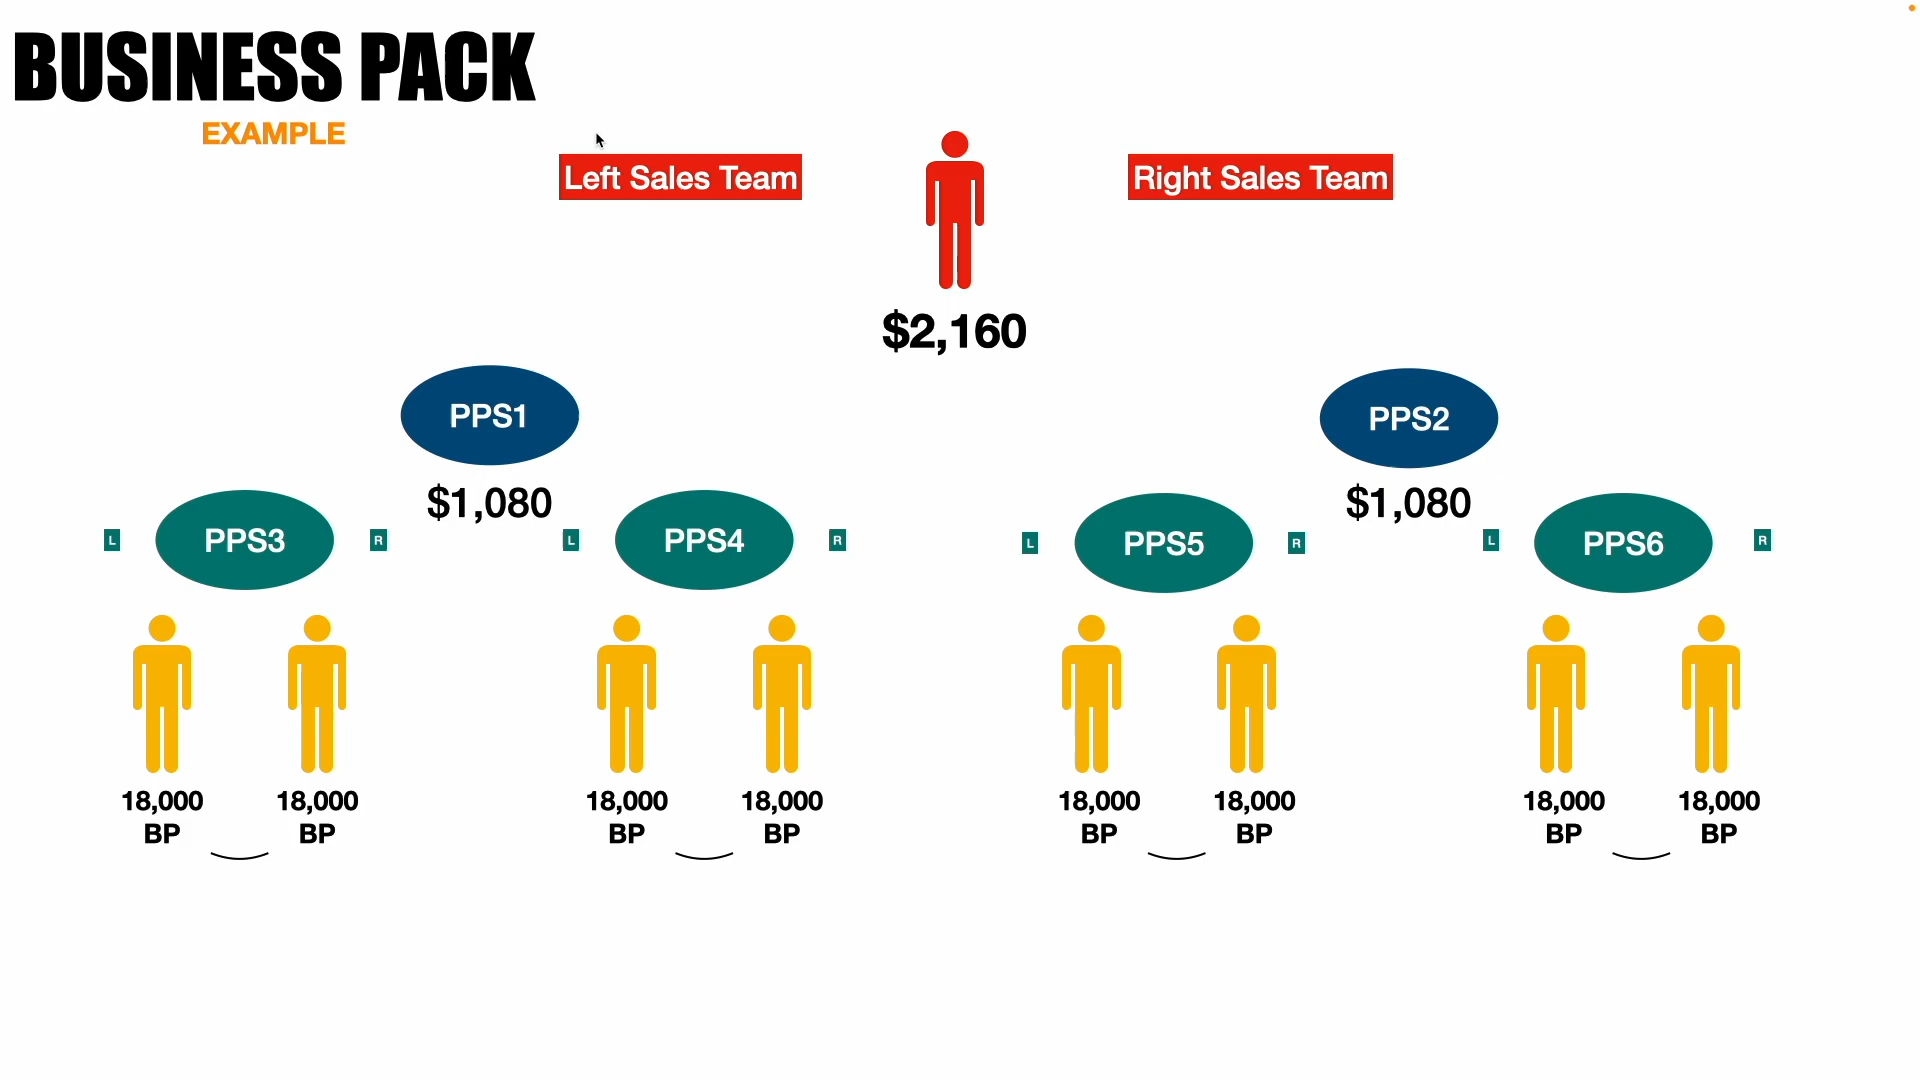 BUSINESS PACK
EXAMPLE
Left Sales Team
Right Sales Team
$2,160
PPS1
PPS2
$1,080
$1,080
L
PPS3
R
L
PPS4
R
L
PPS5
R
L
PPS6
R
18,000
BP
18,000
BP
18,000
BP
18,000
BP
18,000
BP
18,000
BP
18,000
BP
18,000
BP